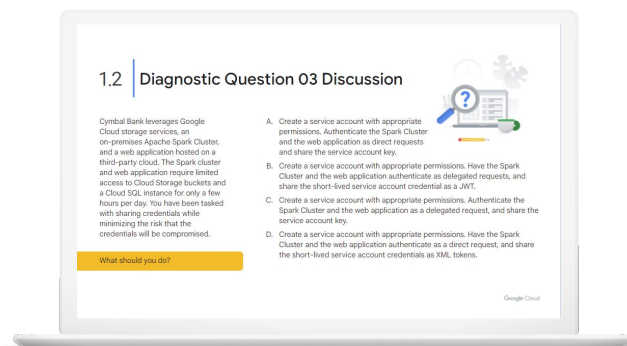 1.2 Diagnostic Question 03 Discussion
Cymbal Bank leverages Google
Cloud storage services, an
on-premises Apache Spark Cluster,
and a web application hosted on a
third-party cloud. The Spark cluster
and web application require limited
access to Cloud Storage buckets and
a Cloud SQL instance for only a few
hours per day. You have been tasked
with sharing credentials while
minimizing the risk that the
credentials will be compromised.
What should you do?
A. Create a service account with appropriate
permissions. Authenticate the Spark Cluster
and the web application as direct requests
and share the service account key.
B. Create a service account with appropriate permissions. Have the Spark
Cluster and the web application authenticate as delegated requests, and
share the short-lived service account credential as a JWT.
C. Create a service account with appropriate permissions. Authenticate the
Spark Cluster and the web application as a delegated request, and share the
service account key.
D. Create a service account with appropriate permissions. Have the Spark
Cluster and the web application authenticate as a direct request, and share
the short-lived service account credentials as XML tokens.
?
Google Cloud